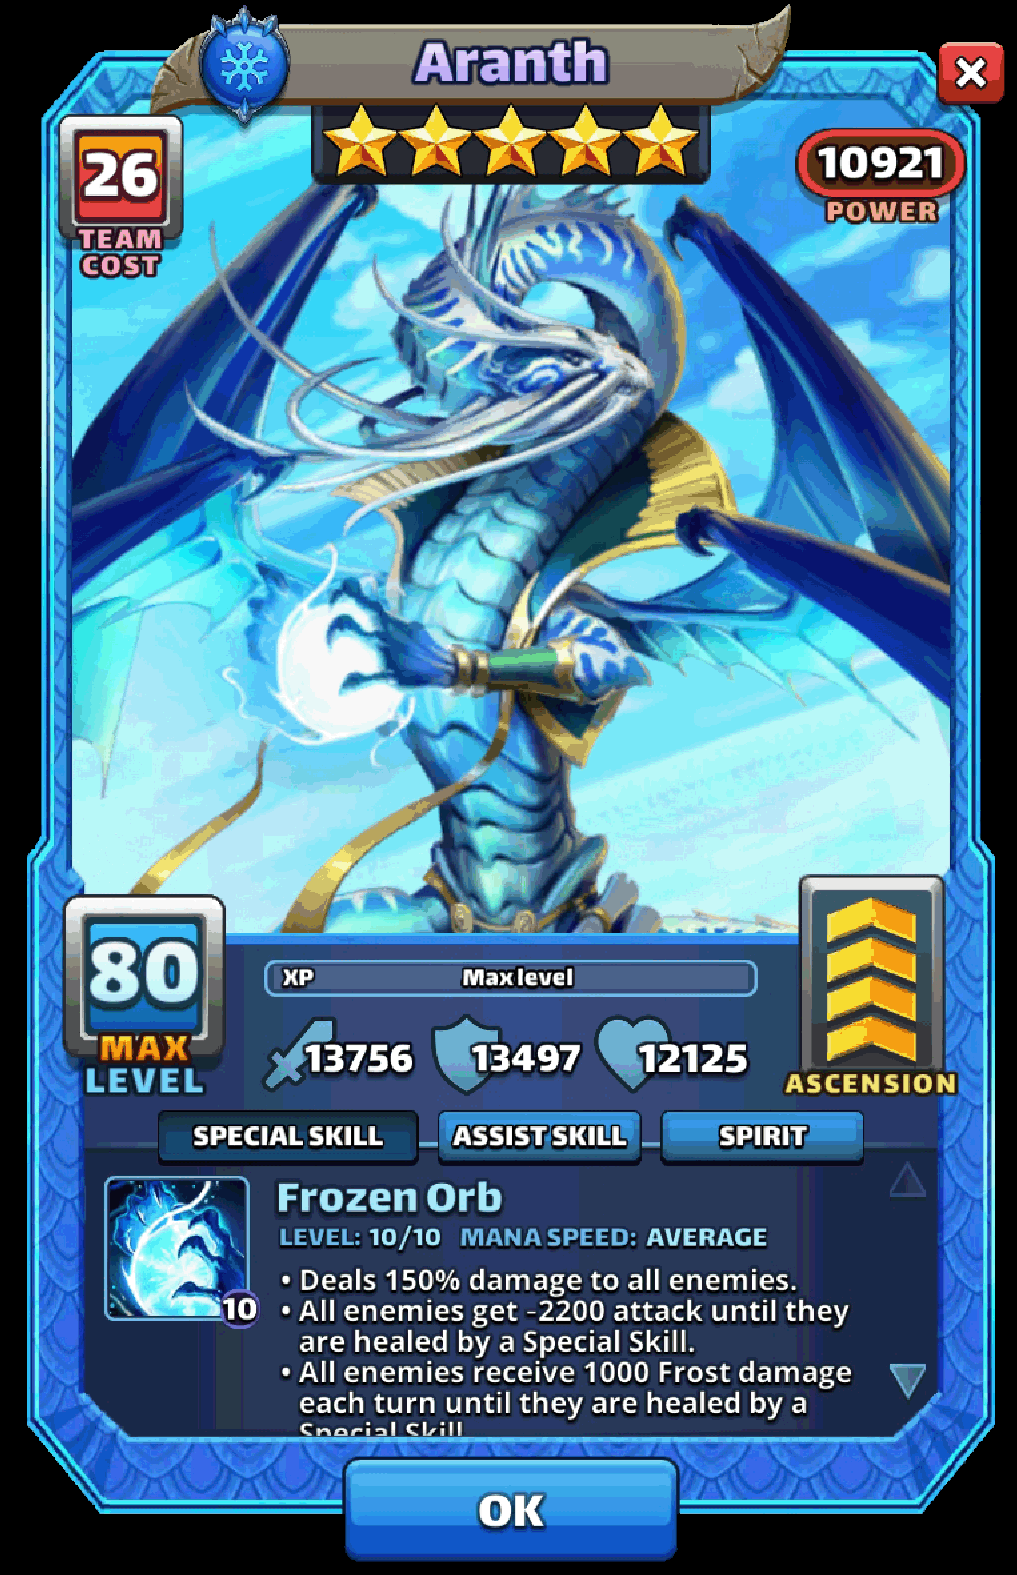 Aranth
26
TEAM
COST
10921
POWER
80
MAX
LEVEL
XP
Max level
13756
13497
12125
ASCENSION
SPECIAL SKILL
ASSIST SKILL
SPIRIT
10
Frozen Orb
LEVEL: 10/10 MANA SPEED: AVERAGE
• Deals 150% damage to all enemies.
• All enemies get -2200 attack until they
are healed by a Special Skill.
• All enemies receive 1000 Frost damage
each turn until they are healed by a
Special Skill
OK